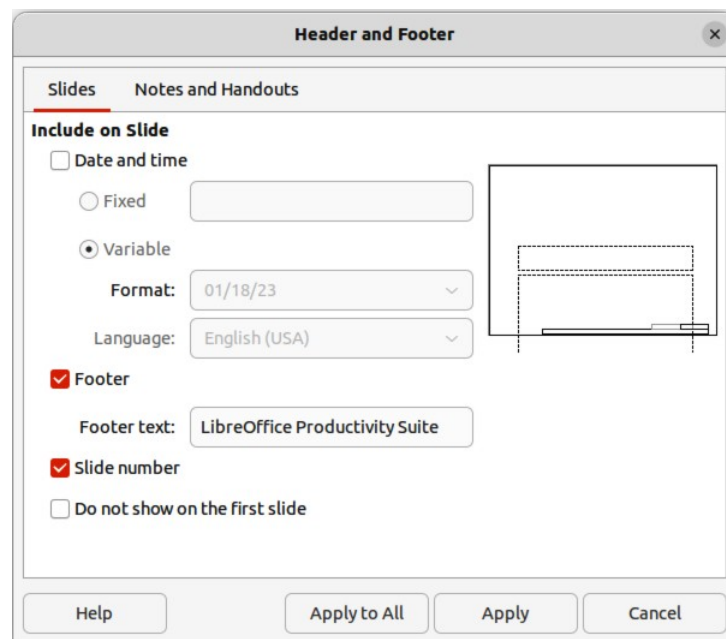 Header and Footer
Slides Notes and Handouts
Include on Slide
Date and time
Fixed
Variable
Format: 01/18/23
Language: English (USA)
Footer
Footer text: LibreOffice Productivity Suite
Slide number
Do not show on the first slide
Help Apply to All Apply Cancel